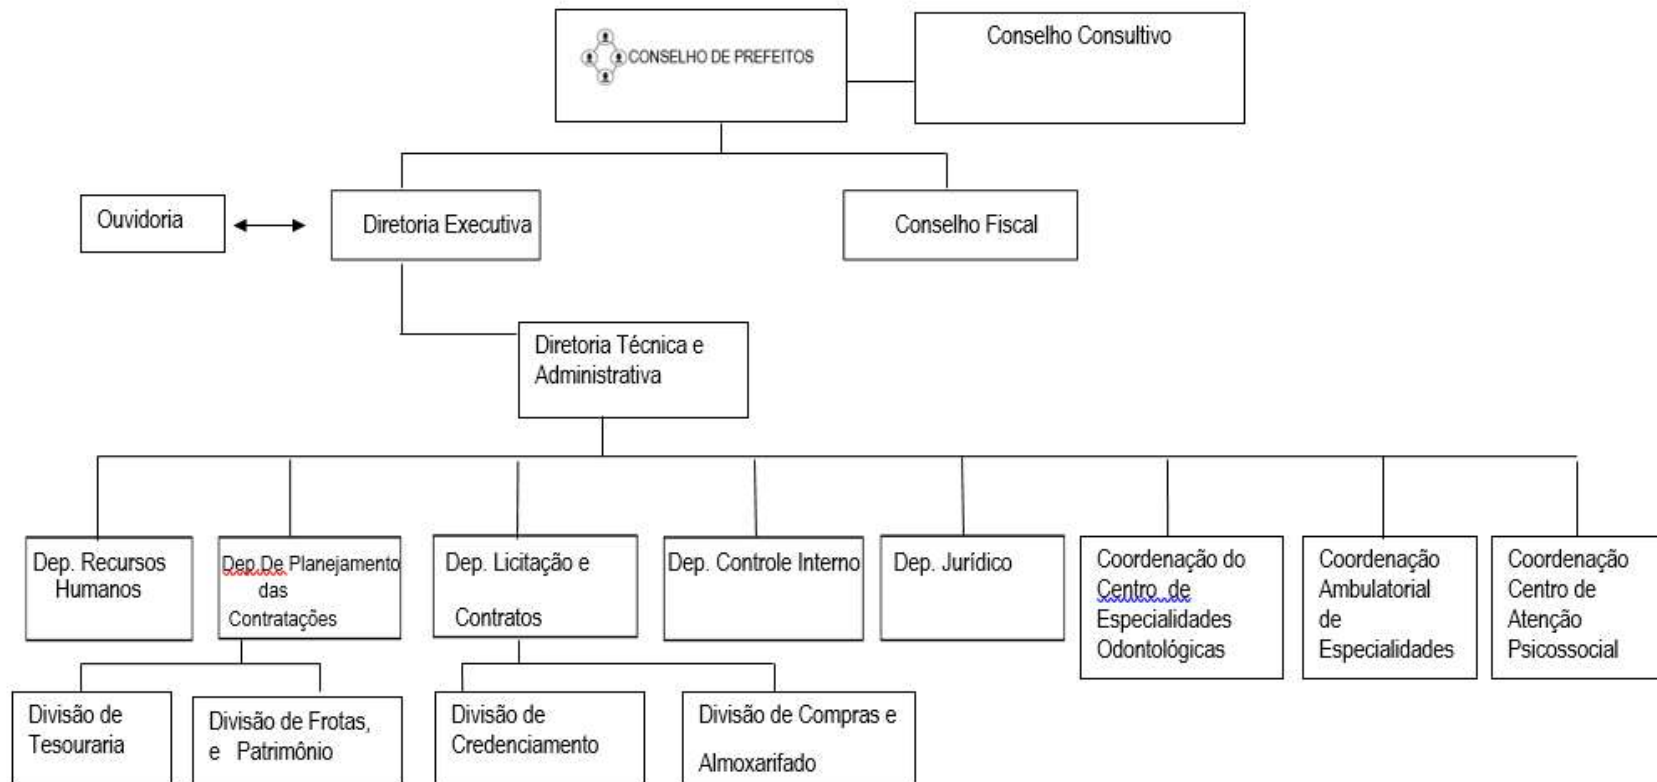 CONSELHO DE PREFEITOS
Conselho Consultivo
Ouvidoria
Diretoria Executiva
Conselho Fiscal
Diretoria Técnica e
Administrativa
Dep. Recursos
Humanos
Dep.De Planejamento
das
Contratações
Dep. Licitação e
Contratos
Dep. Controle Interno
Dep. Jurídico
Coordenação do
Centro de
Especialidades
Odontológicas
Coordenação
Ambulatorial
de
Especialidades
Coordenação
Centro de
Atenção
Psicossocial
Divisão de
Tesouraria
Divisão de Frotas,
e Patrimônio
Divisão de
Credenciamento
Divisão de Compras e
Almoxarifado